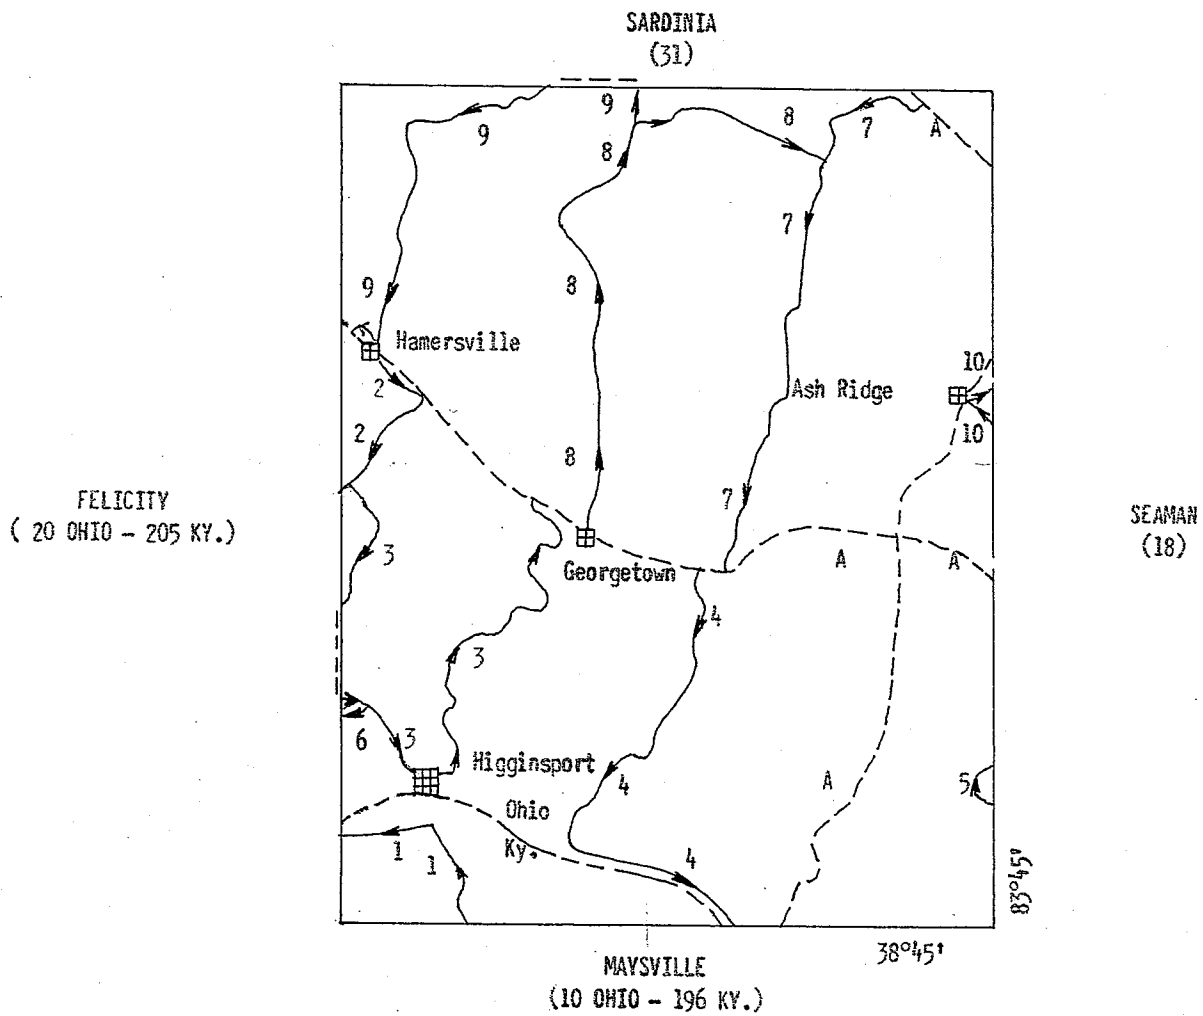 SARDINIA
(31)
9
9
8
8
7
A
7
9
8
Hamersville
2
10
Ash Ridge
2
10
8
7
FELICITY
( 20 OHIO - 205 KY.)
SEAMAN
(18)
3
A
A
Georgetown
4
3
6
3
Higginsport
4
A
5
Ohio
Ky.
1
1
4
83°45'
38°45'
MAYSVILLE
(10 OHIO - 196 KY.)